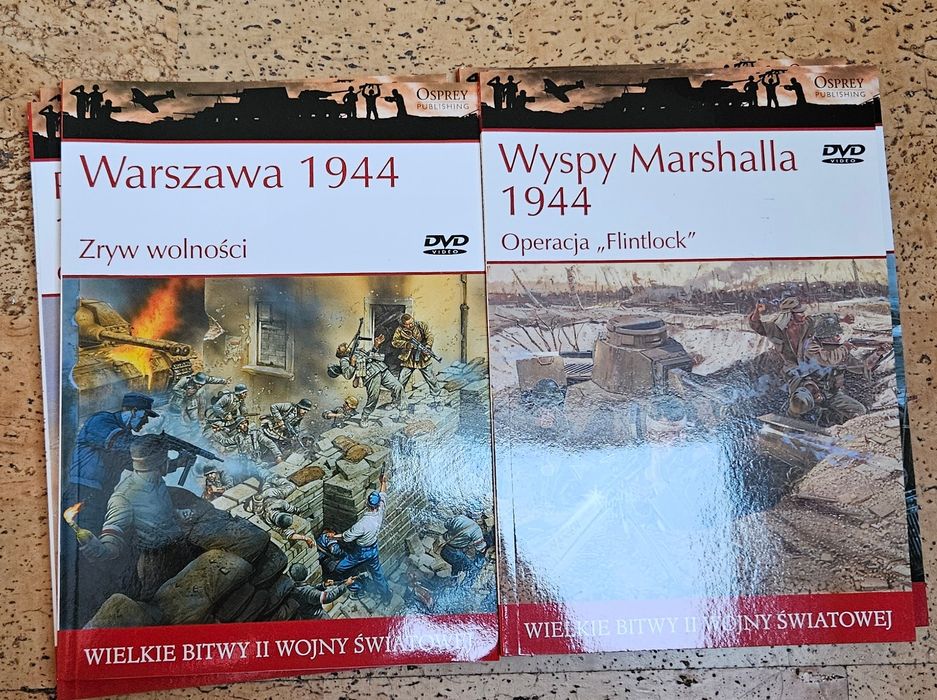 OSPREY
PUBLISHING
Warszawa 1944
Zryw wolności
DVD
VIDEO
WIELKIE BITWY II WOJNY ŚWIATOWEJ
OSPREY
PUBLISHING
Wyspy Marshalla
1944
DVD
VIDEO
Operacja „Flintlock”
WIELKIE BITWY II WOJNY ŚWIATOWEJ